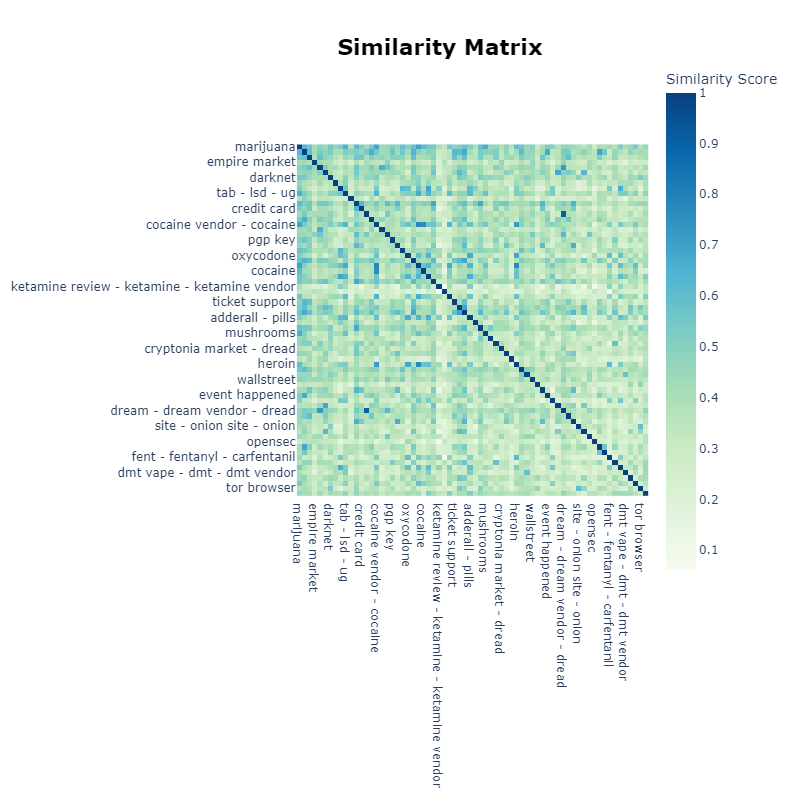 Similarity Matrix
Similarity Score
1
0.9
0.8
0.7
0.6
0.5
0.4
0.3
0.2
0.1
marijuana
empire market
darknet
tab - lsd - ug
credit card
cocaine vendor - cocaine
pgp key
oxycodone
cocaine
ketamine review - ketamine - ketamine vendor
ticket support
adderall - pills
mushrooms
cryptonia market - dread
heroin
wallstreet
event happened
dream - dream vendor - dread
site - onion site - onion
opensec
fent - fentanyl - carfentanil
dmt vape - dmt - dmt vendor
tor browser
marijuana
empire market
darknet
tab - lsd - ug
credit card
cocaine vendor - cocaine
pgp key
oxycodone
cocaine
ketamine review - ketamine - ketamine vendor
ticket support
adderall - pills
mushrooms
cryptonia market - dread
heroin
wallstreet
event happened
dream - dream vendor - dread
site - onion site - onion
opensec
fent - fentanyl - carfentanil
dmt vape - dmt - dmt vendor
tor browser